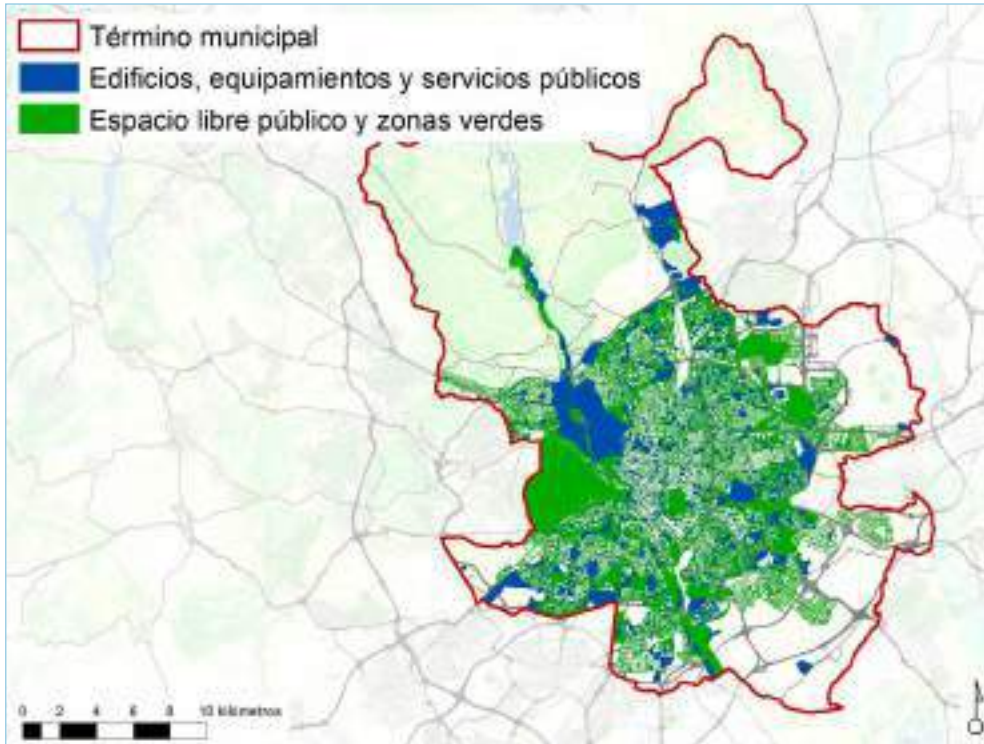 Término municipal
Edificios, equipamientos y servicios públicos
Espacio libre público y zonas verdes
0 2 4 6 8 10 kilómetros